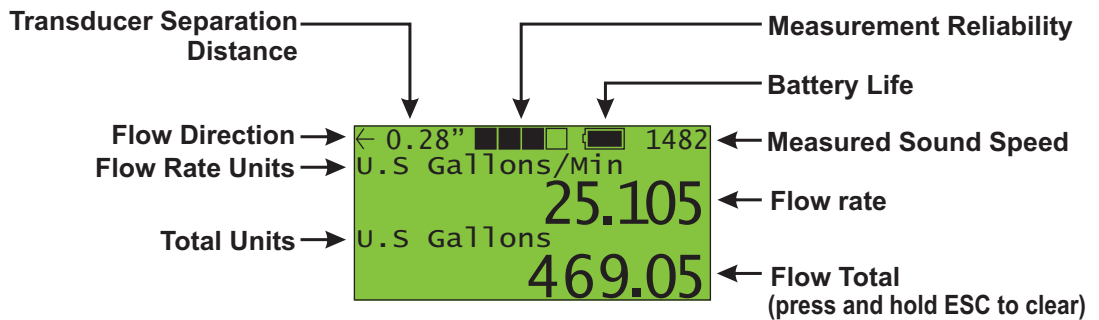 Transducer Separation
Distance
Measurement Reliability
Battery Life
Flow Direction
0.28” 1482
Measured Sound Speed
Flow Rate Units
U.S Gallons/Min
25.105
Flow rate
Total Units
U.S Gallons
469.05
Flow Total
(press and hold ESC to clear)